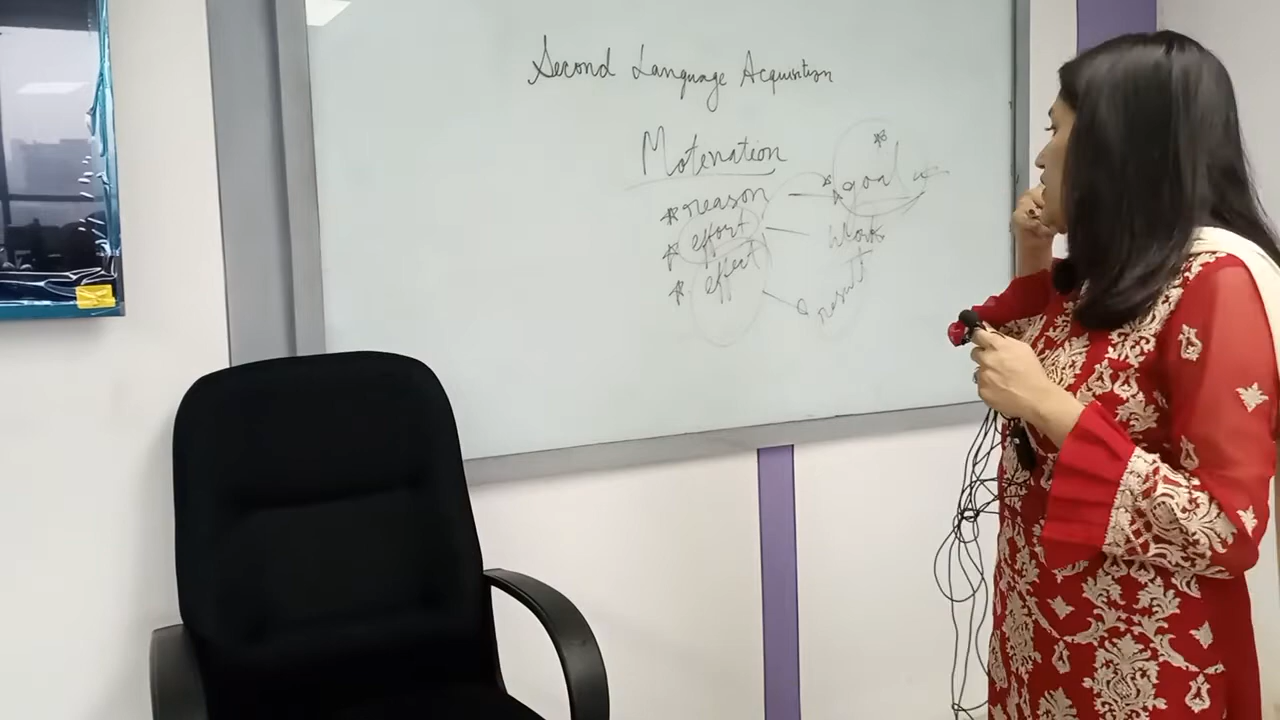 Second Language Acquisition
Motivation
* reason * goal
* effort work
* effect result